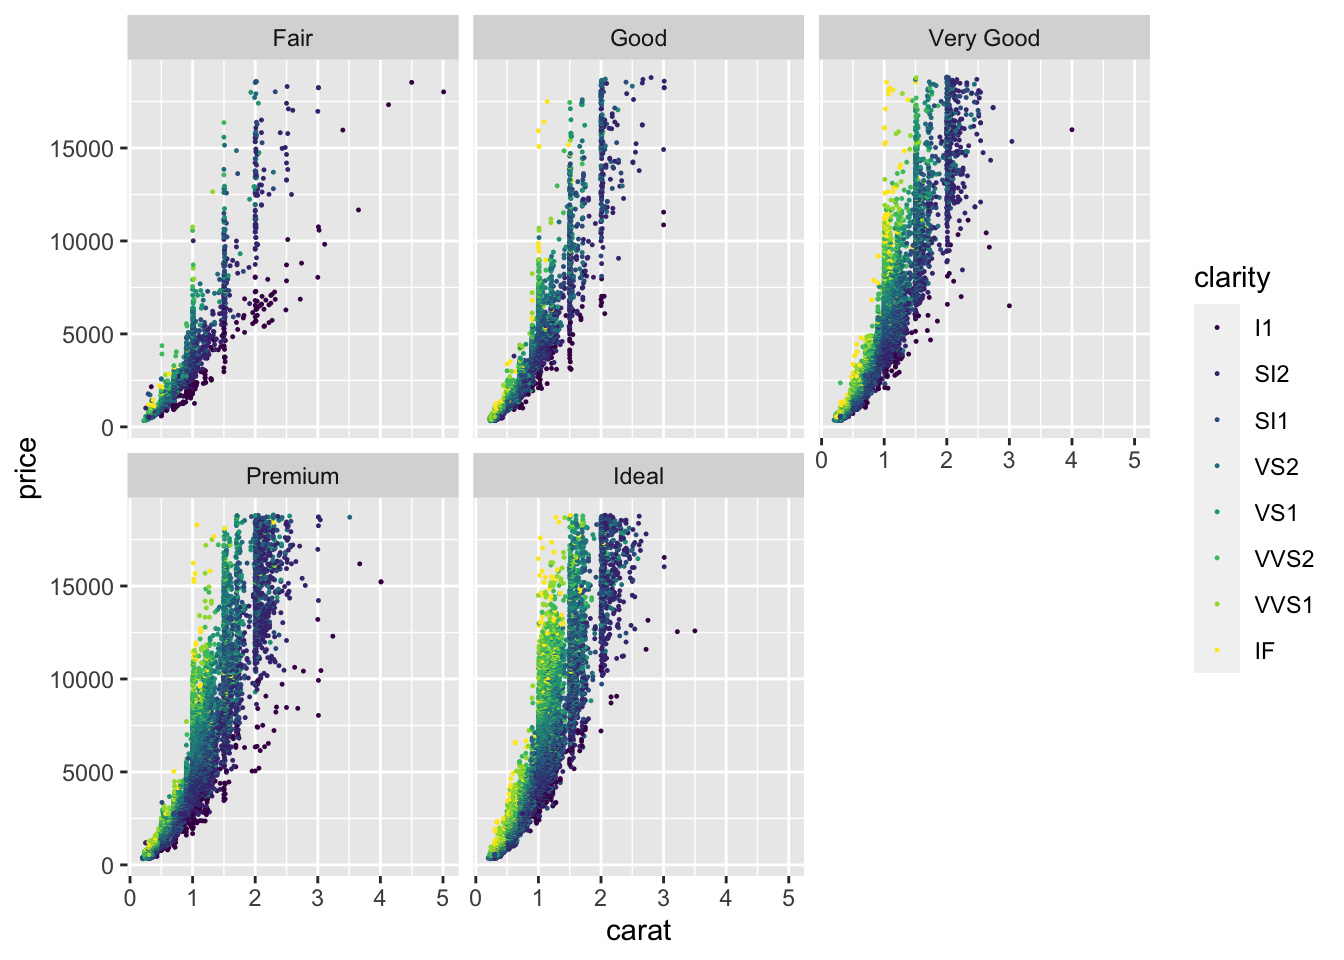 Fair
Good
Very Good
15000
10000
5000
0
0 1 2 3 4 5
Premium
Ideal
15000
10000
5000
0
0 1 2 3 4 5
0 1 2 3 4 5
price
carat
clarity
I1
SI2
SI1
VS2
VS1
VVS2
VVS1
IF